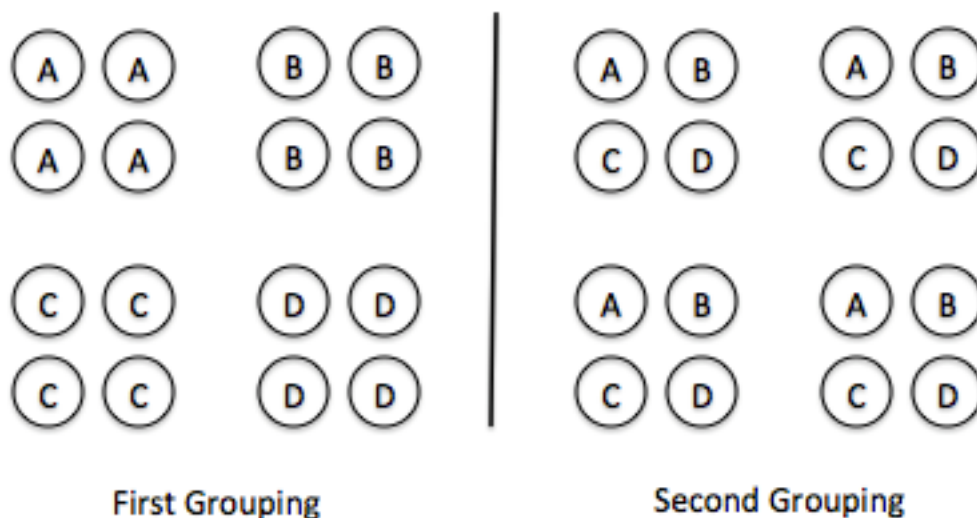 A A B B A B A B
A A B B C D C D
C C D D A B A B
C C D D C D C D
First Grouping Second Grouping